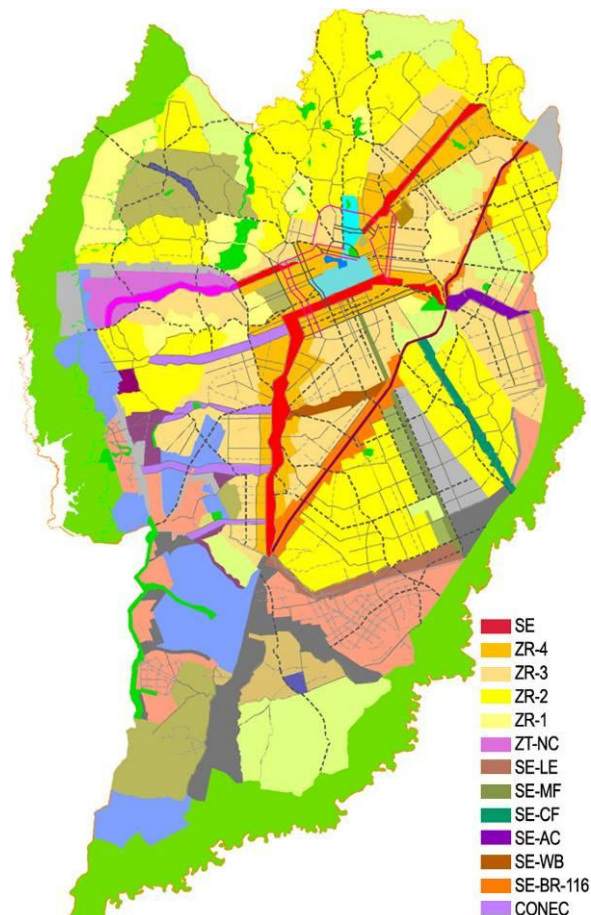 SE
ZR-4
ZR-3
ZR-2
ZR-1
ZT-NC
SE-LE
SE-MF
SE-CF
SE-AC
SE-WB
SE-BR-116
CONEC